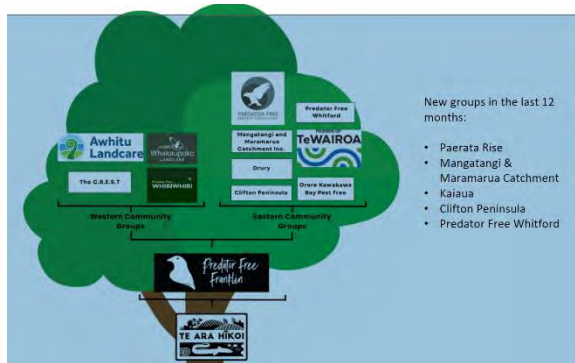 PREDATOR FREE
Predator Free
Whitford
Mangatangi and
Maramarua
Catchment Inc.
FRIENDS OF
TeWAIROA
Awhitu
Landcare
Whakaupoko
LANDCARE
The C.R.E.S.T
WHIRIWHIRI
Drury
Clifton Peninsula
Orere Kawakawa
Bay Pest Free
Western Community
Groups
Eastern Community
Groups
Predator Free
Franklin
TE ARA HĪKOI
New groups in the last 12
months:
• Paerata Rise
• Mangatangi &
Maramarua Catchment
• Kaiaua
• Clifton Peninsula
• Predator Free Whitford